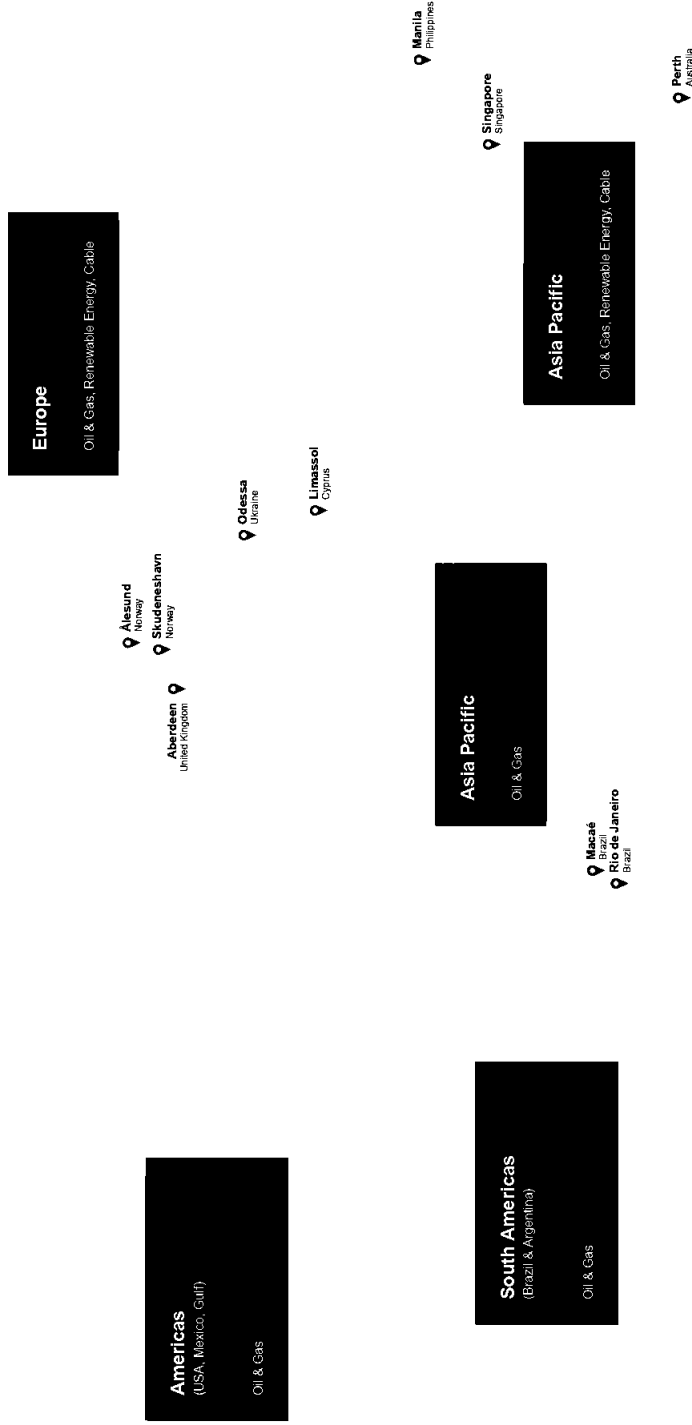 Americas
(USA, Mexico, Gulf)
Oil & Gas
South Americas
(Brazil & Argentina)
Oil & Gas
Macaé
Brazil
Rio de Janeiro
Brazil
Aberdeen
United Kingdom
Ålesund
Norway
Skudeneshavn
Norway
Asia Pacific
Oil & Gas
Odessa
Ukraine
Limassol
Cyprus
Europe
Oil & Gas, Renewable Energy, Cable
Asia Pacific
Oil & Gas, Renewable Energy, Cable
Singapore
Singapore
Manila
Philippines
Perth
Australia